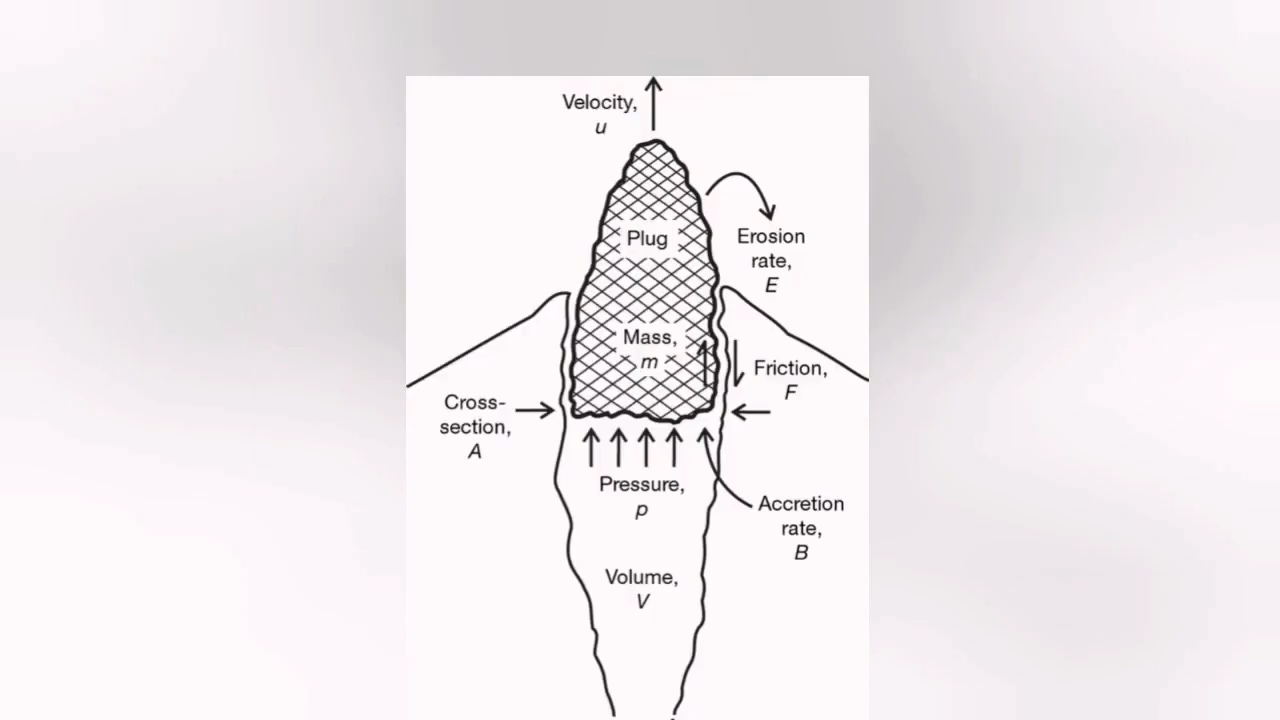 Velocity,
u
Plug
Erosion
rate,
E
Mass,
m
Friction,
F
Cross-
section,
A
Pressure,
p
Accretion
rate,
B
Volume,
V